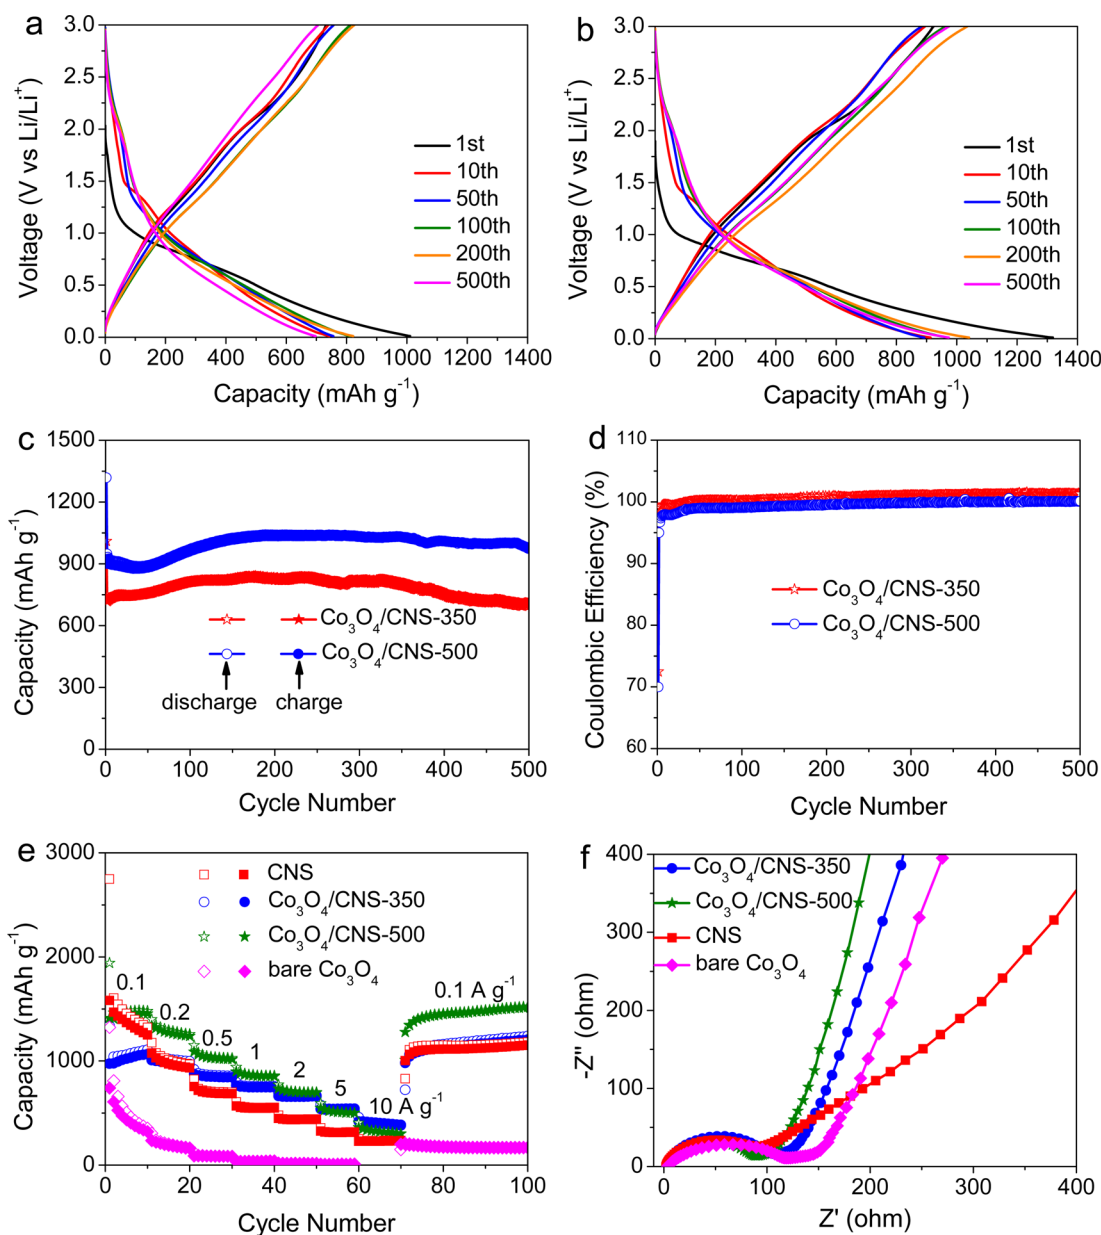 a
3.0
2.5
2.0
1.5
1.0
0.5
0.0
Voltage (V vs Li/Li⁺)
1st
10th
50th
100th
200th
500th
0 200 400 600 800 1000 1200 1400
Capacity (mAh g⁻¹)
b
3.0
2.5
2.0
1.5
1.0
0.5
0.0
Voltage (V vs Li/Li⁺)
1st
10th
50th
100th
200th
500th
0 200 400 600 800 1000 1200 1400
Capacity (mAh g⁻¹)
c
1500
1200
900
600
300
0
Capacity (mAh g⁻¹)
Co₃O₄/CNS-350
Co₃O₄/CNS-500
discharge charge
0 100 200 300 400 500
Cycle Number
d
110
100
90
80
70
60
Coulombic Efficiency (%)
Co₃O₄/CNS-350
Co₃O₄/CNS-500
0 100 200 300 400 500
Cycle Number
e
3000
2000
1000
0
Capacity (mAh g⁻¹)
CNS
Co₃O₄/CNS-350
Co₃O₄/CNS-500
bare Co₃O₄
0.1
0.2
0.5
1
2
5
10 A g⁻¹
0.1 A g⁻¹
0 20 40 60 80 100
Cycle Number
f
400
300
200
100
0
-Z'' (ohm)
Co₃O₄/CNS-350
Co₃O₄/CNS-500
CNS
bare Co₃O₄
0 100 200 300 400
Z' (ohm)